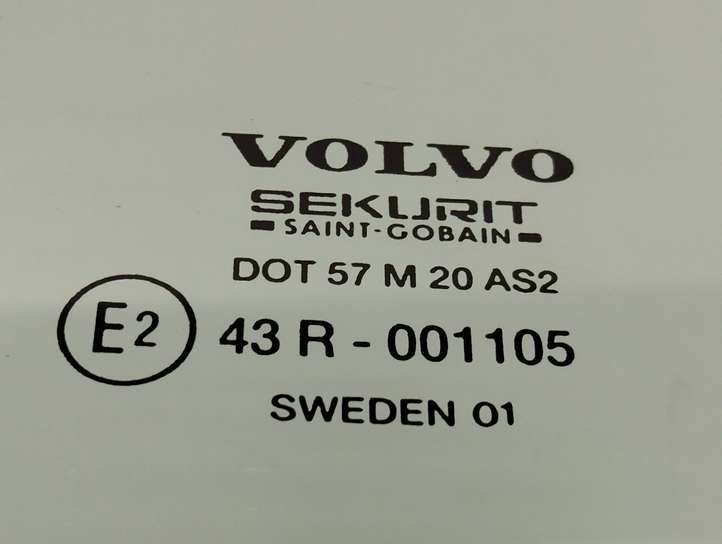 VOLVO
SEKURIT
SAINT-GOBAIN
DOT 57 M 20 AS2
E2 43 R - 001105
SWEDEN 01